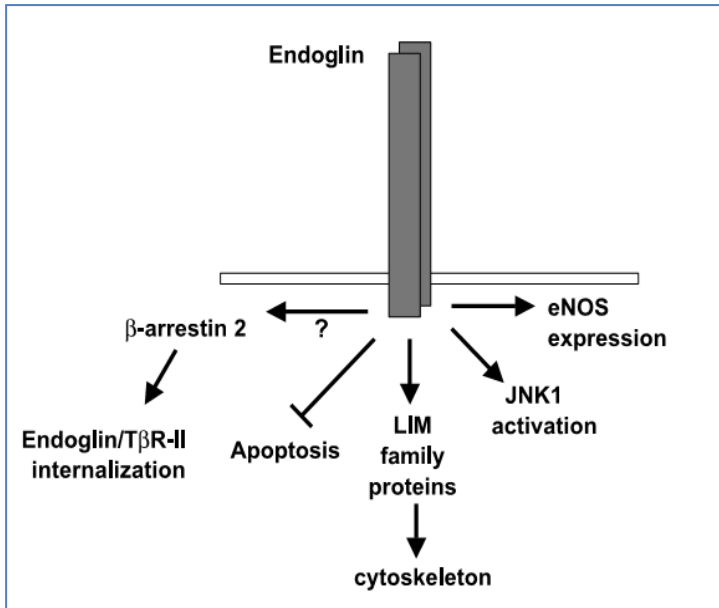 Endoglin
β-arrestin 2
?
eNOS
expression
Endoglin/TβR-II
internalization
Apoptosis
LIM
family
proteins
JNK1
activation
cytoskeleton